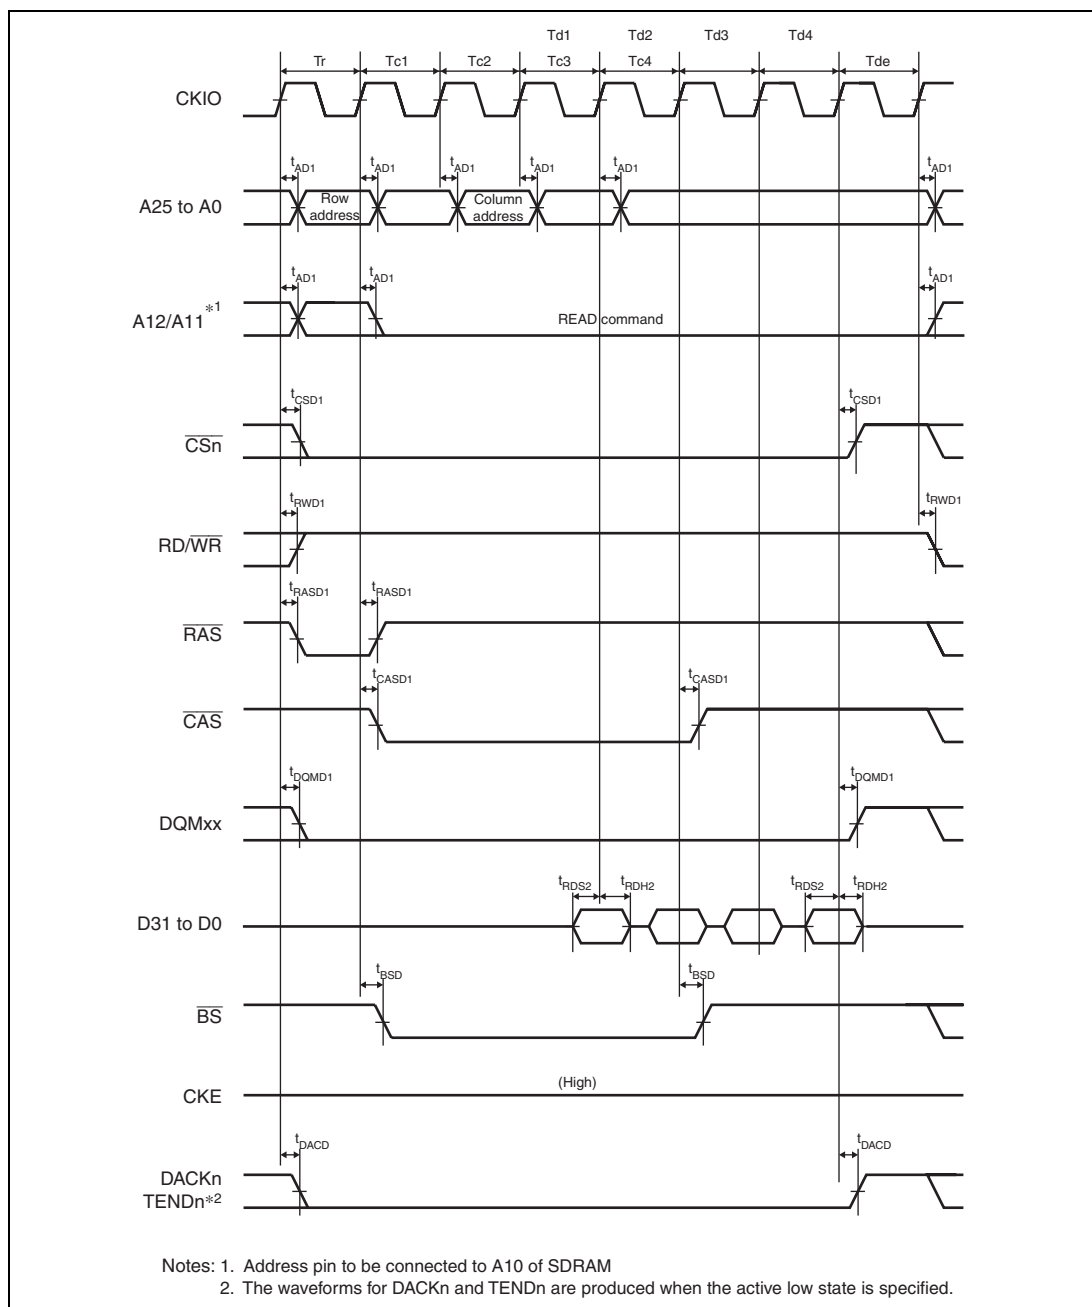 Td1 Td2 Td3 Td4
Tr Tc1 Tc2 Tc3 Tc4 Tde
CKIO
tAD1 tAD1 tAD1 tAD1 tAD1 tAD1
A25 to A0
Row address
Column address
tAD1 tAD1 tAD1
A12/A11*1
READ command
tCSD1 tCSD1
CSn
tRWD1 tRWD1
RD/WR
tRASD1 tRASD1
RAS
tCASD1 tCASD1
CAS
tDQMD1 tDQMD1
DQMxx
tRDS2 tRDH2 tRDS2 tRDH2
D31 to D0
tBSD tBSD
BS
(High)
CKE
tDACD tDACD
DACKn
TENDn*2
Notes: 1. Address pin to be connected to A10 of SDRAM
2. The waveforms for DACKn and TENDn are produced when the active low state is specified.